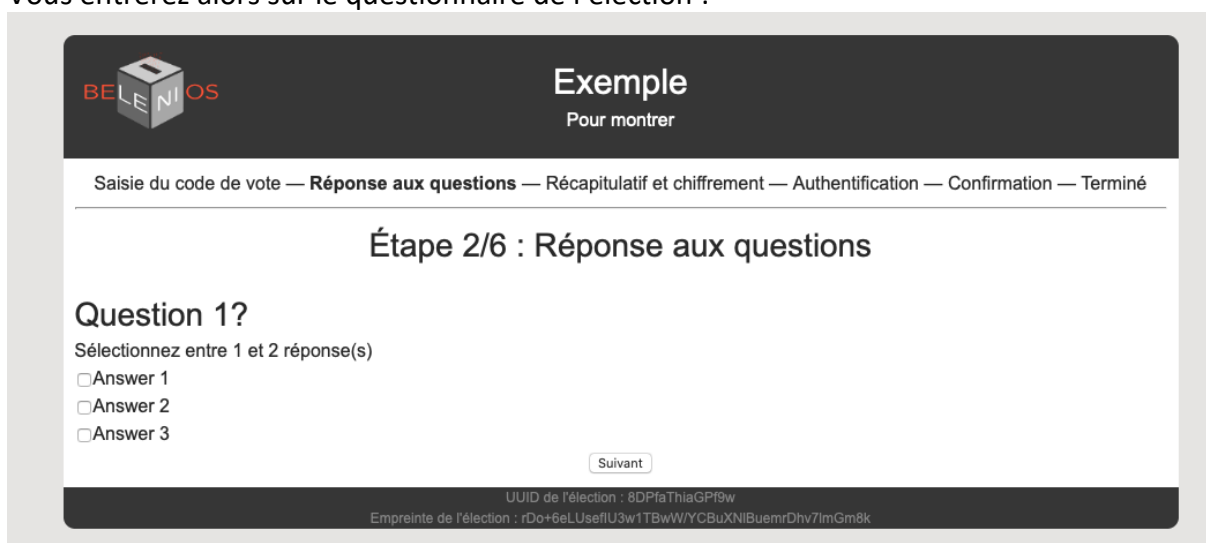 Vous entrerez alors sur le questionnaire de l'élection :
BELENIOS
Exemple
Pour montrer
Saisie du code de vote — Réponse aux questions — Récapitulatif et chiffrement — Authentification — Confirmation — Terminé
Étape 2/6 : Réponse aux questions
Question 1?
Sélectionnez entre 1 et 2 réponse(s)
Answer 1
Answer 2
Answer 3
Suivant
UUID de l'élection : 8DPfaThiaGPf9w
Empreinte de l'élection : rDo+6eLUseflU3w1TBwW/YCBuXNlBuemrDhv7lmGm8k